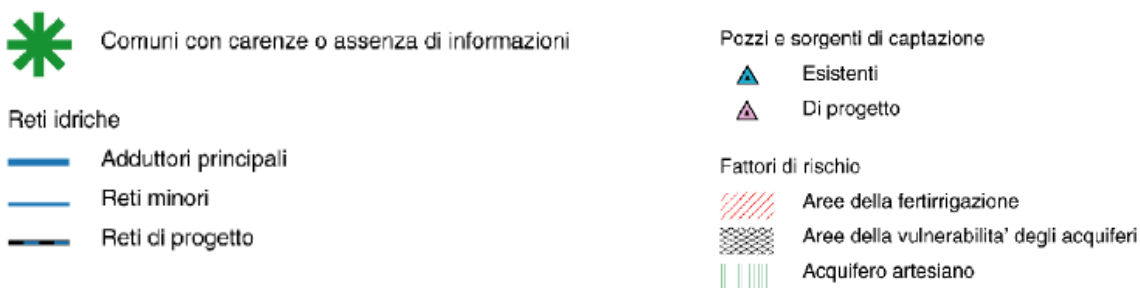 Comuni con carenze o assenza di informazioni
Reti idriche
Adduttori principali
Reti minori
Reti di progetto
Pozzi e sorgenti di captazione
Esistenti
Di progetto
Fattori di rischio
Aree della fertirrigazione
Aree della vulnerabilita' degli acquiferi
Acquifero artesiano